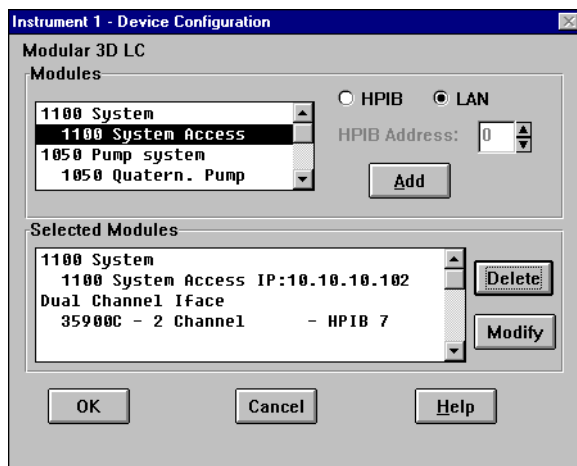 Instrument 1 - Device Configuration
Modular 3D LC
Modules
1100 System
1100 System Access
1050 Pump system
1050 Quatern. Pump
HPIB LAN
HPIB Address: 0
Add
Selected Modules
1100 System
1100 System Access IP:10.10.10.102
Dual Channel Iface
35900C - 2 Channel - HPIB 7
Delete
Modify
OK Cancel Help